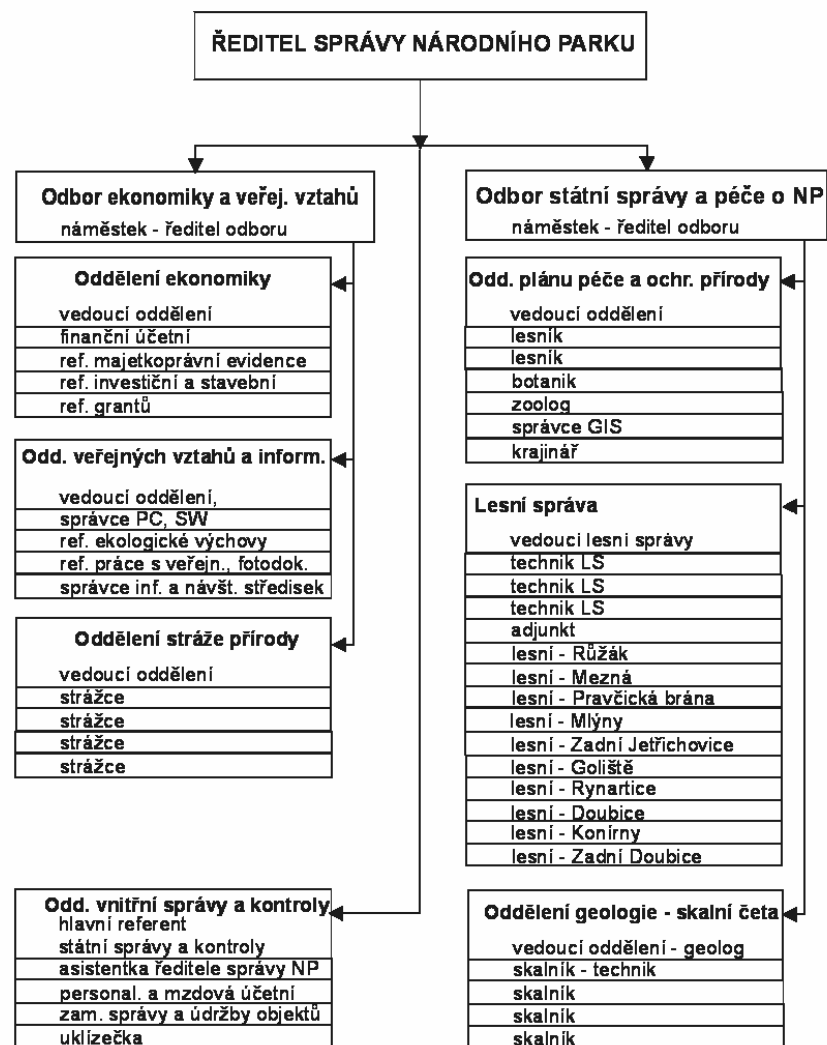 ŘEDITEL SPRÁVY NÁRODNÍHO PARKU
Odbor ekonomiky a veřej. vztahů
náměstek - ředitel odboru
Oddělení ekonomiky
vedoucí oddělení
finanční účetní
ref. majetkoprávní evidence
ref. investiční a stavební
ref. grantů
Odd. veřejných vztahů a inform.
vedoucí oddělení,
správce PC, SW
ref. ekologické výchovy
ref. práce s veřejn., fotodok.
správce inf. a návšt. středisek
Oddělení stráže přírody
vedoucí oddělení
strážce
strážce
strážce
strážce
Odd. vnitřní správy a kontroly
hlavní referent
státní správy a kontroly
asistentka ředitele správy NP
personal. a mzdová účetní
zam. správy a údržby objektů
uklízečka
Odbor státní správy a péče o NP
náměstek - ředitel odboru
Odd. plánu péče a ochr. přírody
vedoucí oddělení
lesník
lesník
botanik
zoolog
správce GIS
krajinář
Lesní správa
vedoucí lesní správy
technik LS
technik LS
technik LS
adjunkt
lesní - Růžák
lesní - Mezná
lesní - Pravčická brána
lesní - Mlýny
lesní - Zadní Jetřichovice
lesní - Goliště
lesní - Rynartice
lesní - Doubice
lesní - Konírny
lesní - Zadní Doubice
Oddělení geologie - skalní četa
vedoucí oddělení - geolog
skalník - technik
skalník
skalník
skalník